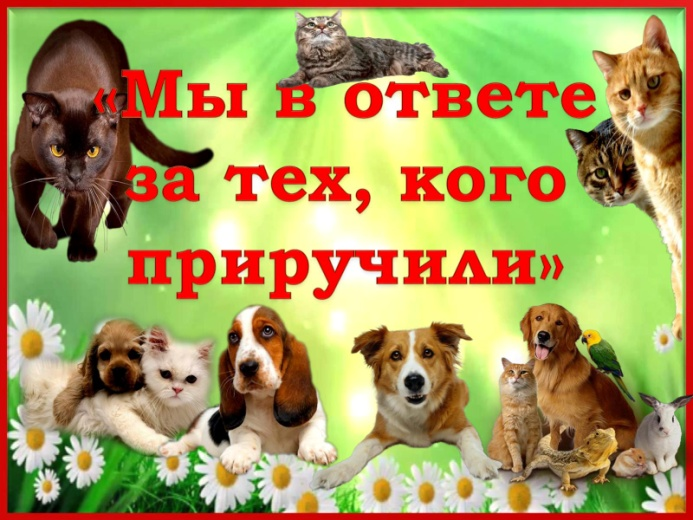 «Мы в ответе
за тех, кого
приручили»